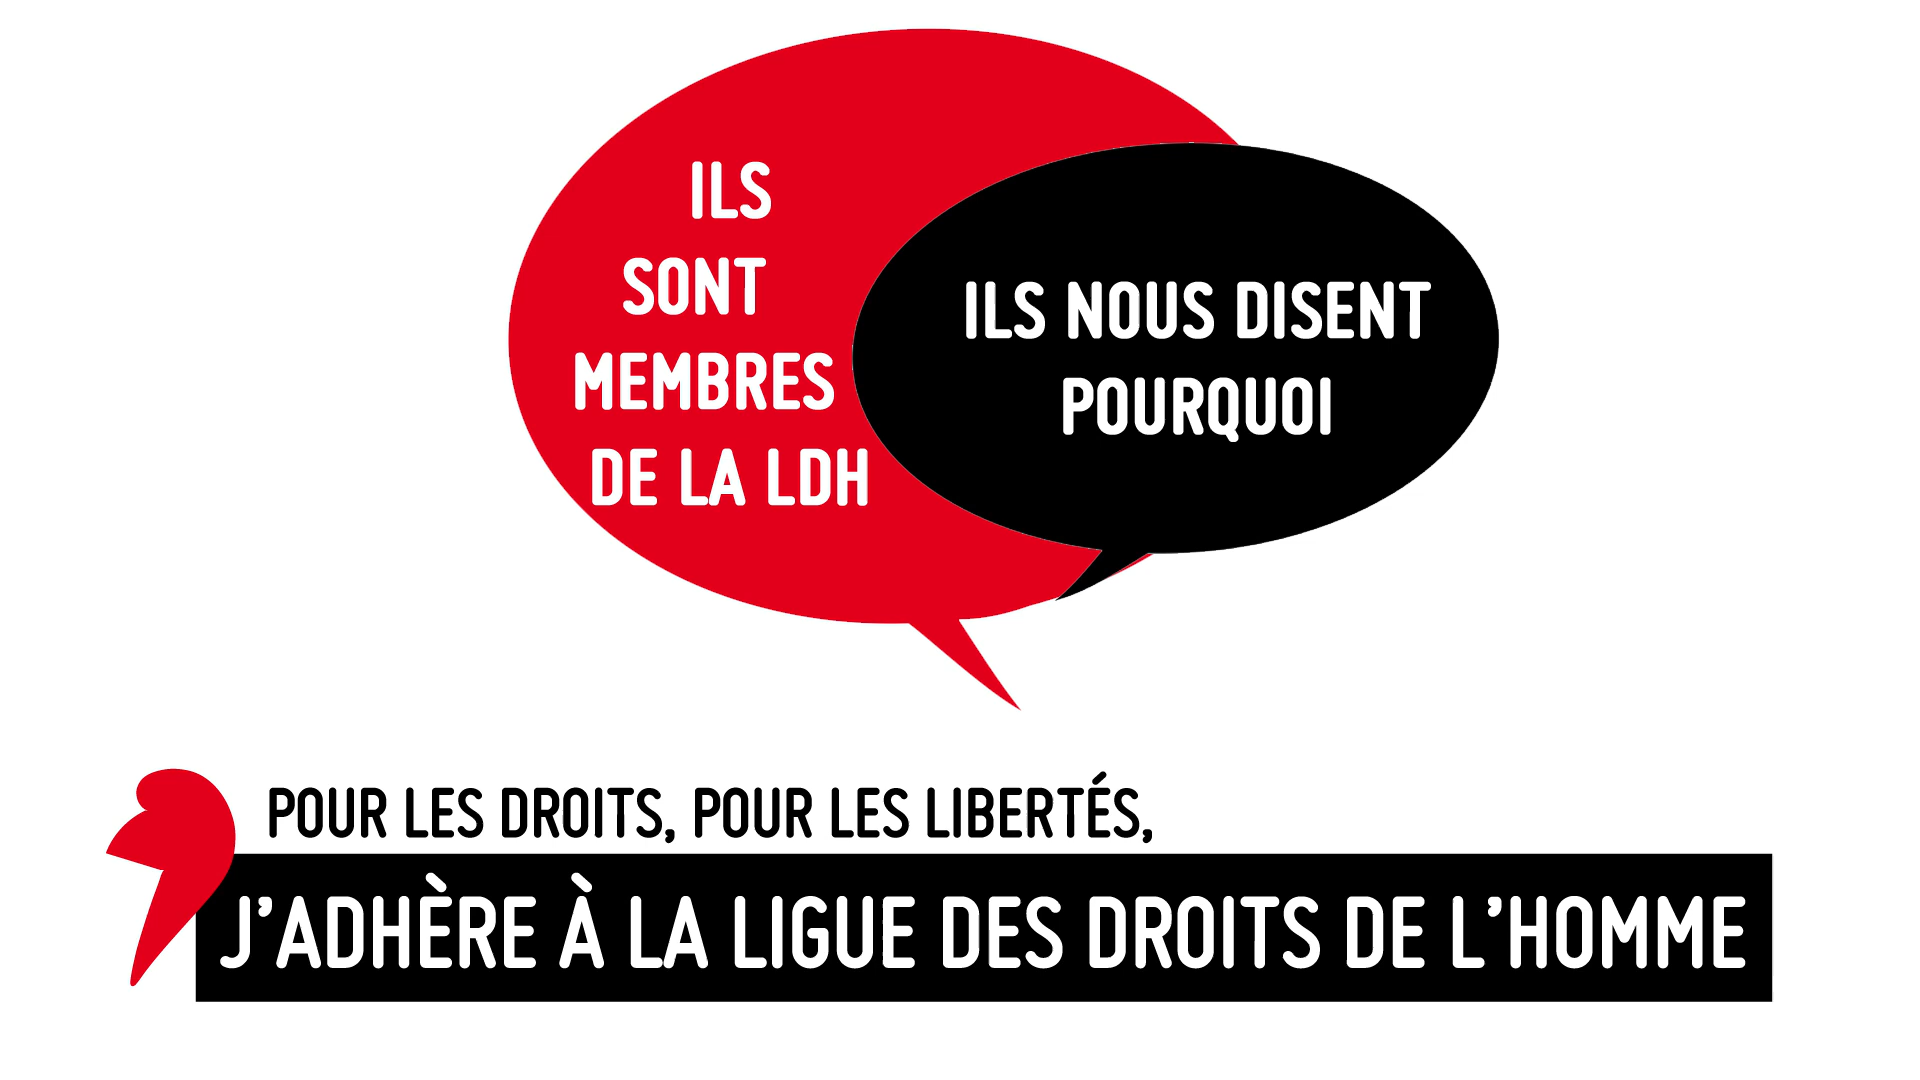 ILS
SONT
MEMBRES
DE LA LDH
ILS NOUS DISENT
POURQUOI
POUR LES DROITS, POUR LES LIBERTÉS,
J’ADHÈRE À LA LIGUE DES DROITS DE L’HOMME